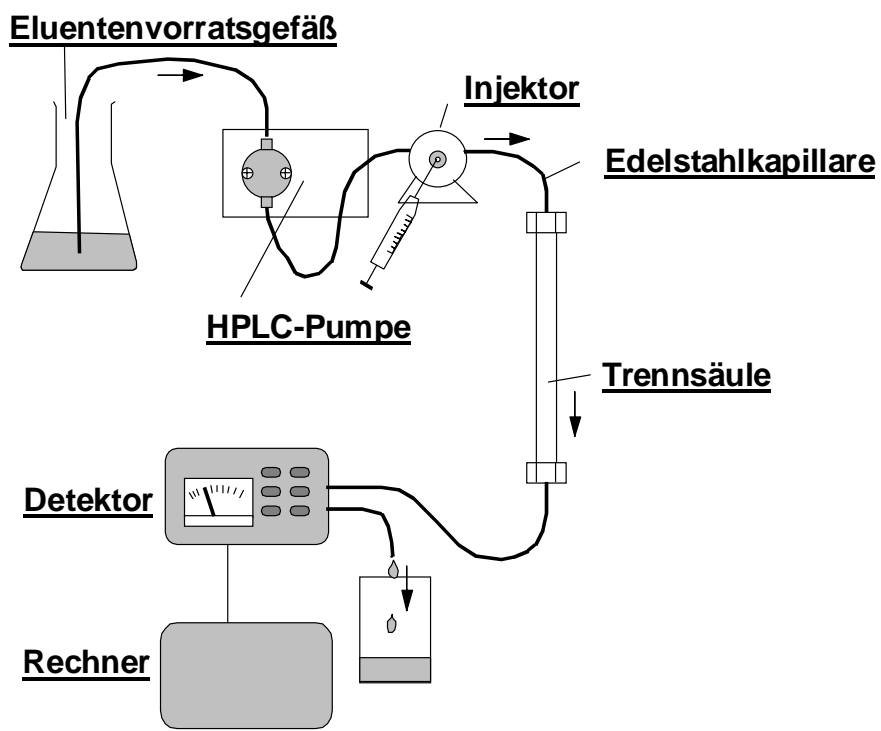 Eluentenvorratsgefäß
Injektor
Edelstahlkapillare
HPLC-Pumpe
Trennsäule
Detektor
Rechner